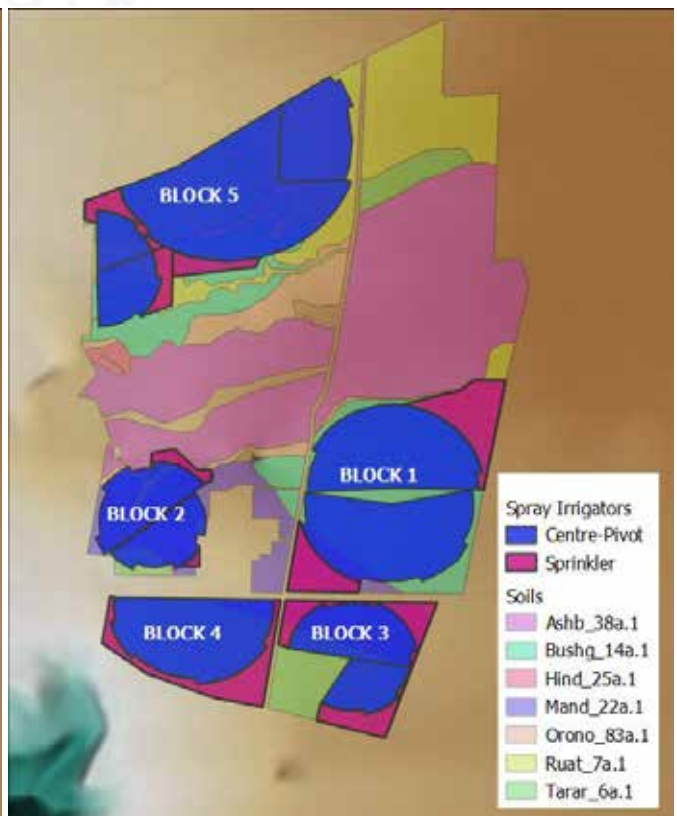 BLOCK 5
BLOCK 1
BLOCK 2
BLOCK 4
BLOCK 3
Spray Irrigators
Centre-Pivot
Sprinkler
Soils
Ashb_38a.1
Bushg_14a.1
Hind_25a.1
Mand_22a.1
Orono_83a.1
Ruat_7a.1
Tarar_6a.1